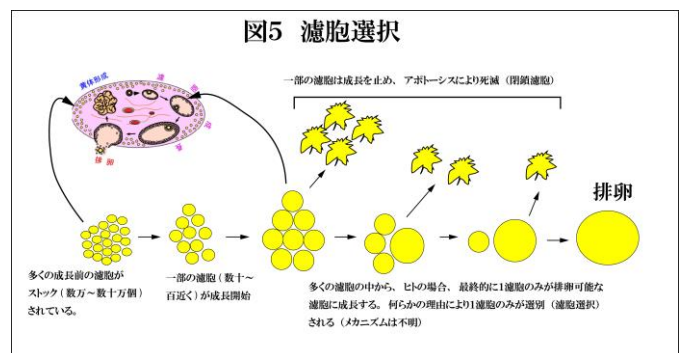 図5 濾胞選択
一部の濾胞は成長を止め、アポトーシスにより死滅（閉鎖濾胞）
黄体形成
濾胞成長
排卵
排卵
多くの成長前の濾胞が
ストック（数万～数十万個）
されている。
一部の濾胞（数十～
百近く）が成長開始
多くの濾胞の中から、ヒトの場合、最終的に1濾胞のみが排卵可能な
濾胞に成長する。何らかの理由により1濾胞のみが選別（濾胞選択）
される（メカニズムは不明）